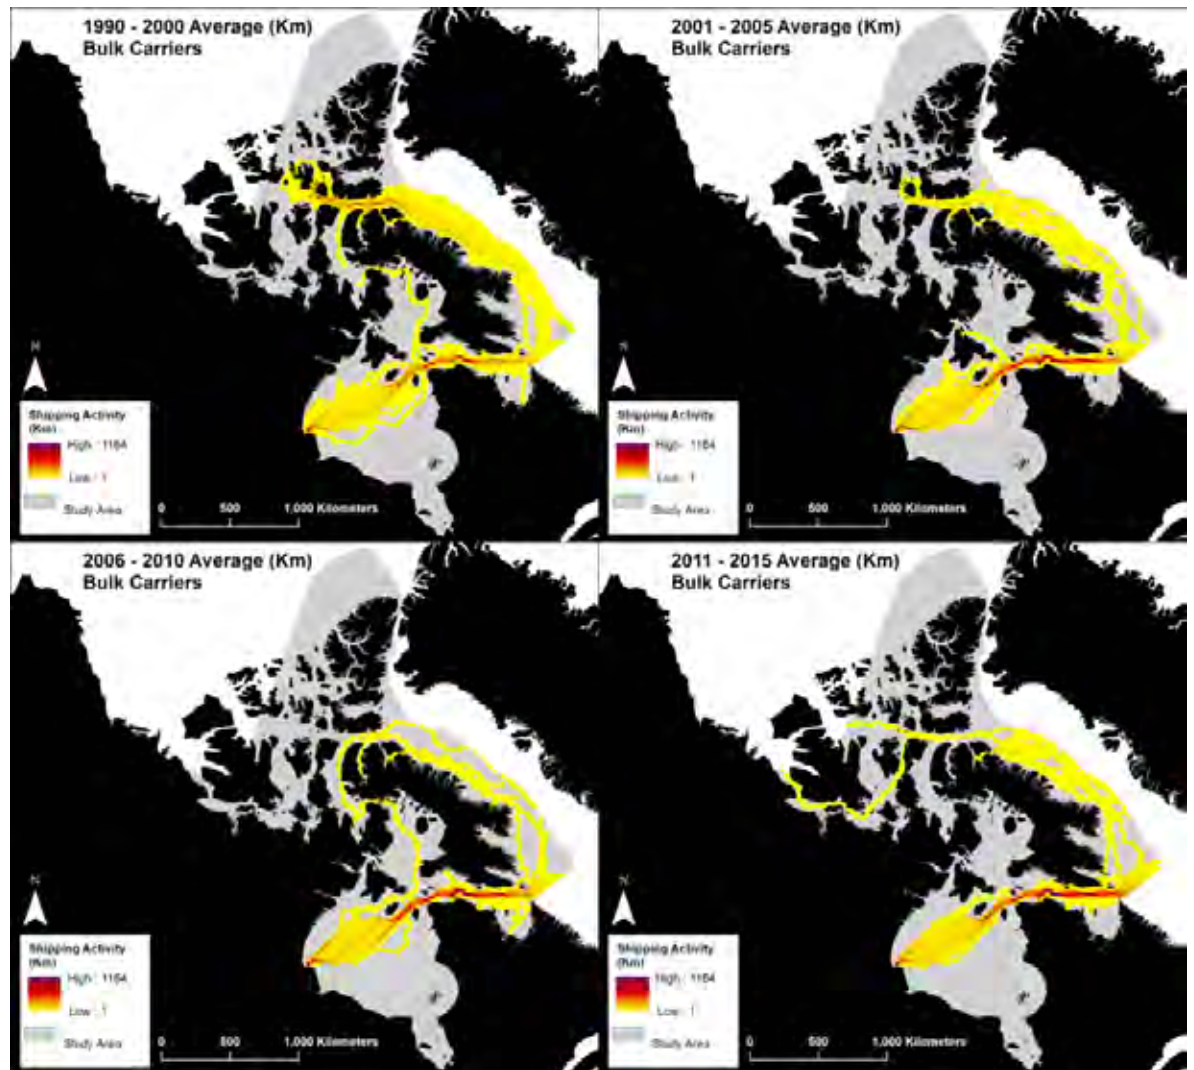 1990 - 2000 Average (Km)
Bulk Carriers
N
Shipping Activity
(Km)
High : 1164
Low : 1
Study Area
0 500 1,000 Kilometers
2001 - 2005 Average (Km)
Bulk Carriers
N
Shipping Activity
(Km)
High : 1164
Low : 1
Study Area
0 500 1,000 Kilometers
2006 - 2010 Average (Km)
Bulk Carriers
N
Shipping Activity
(Km)
High : 1164
Low : 1
Study Area
0 500 1,000 Kilometers
2011 - 2015 Average (Km)
Bulk Carriers
N
Shipping Activity
(Km)
High : 1164
Low : 1
Study Area
0 500 1,000 Kilometers